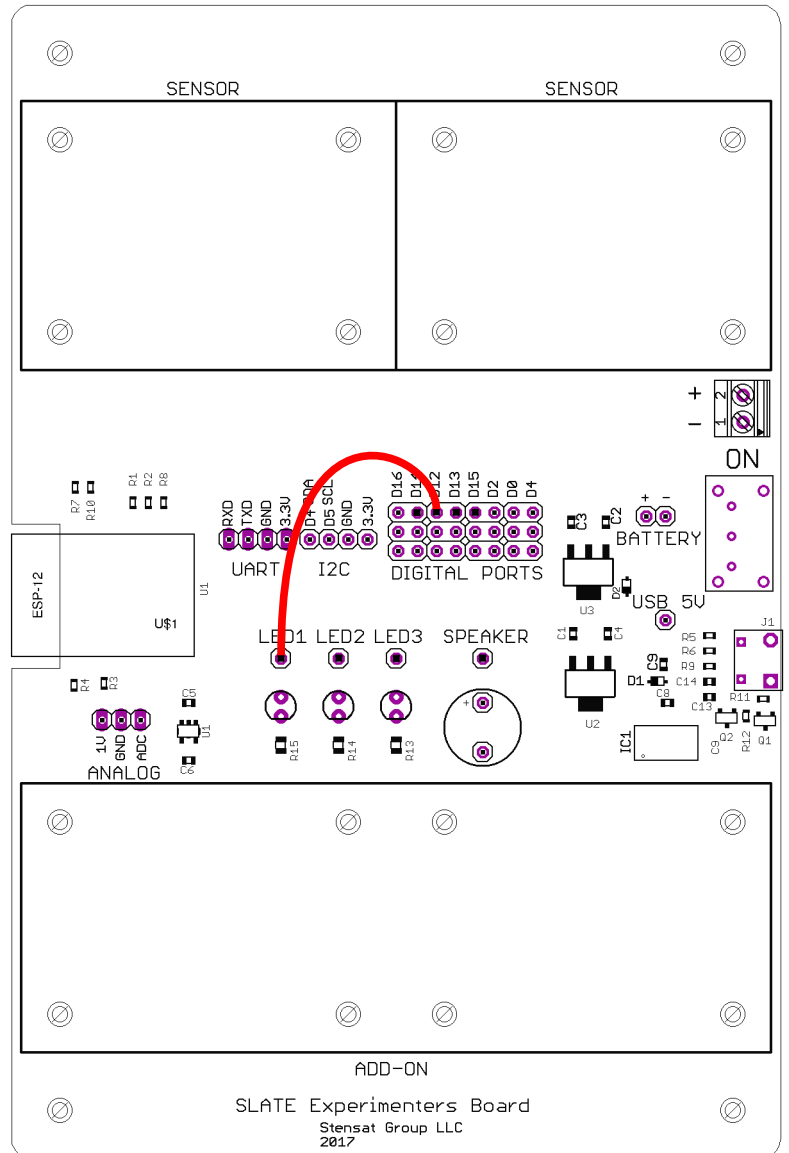 SENSOR SENSOR
+ 2
- 1
ON
R7 R10 R1 R2 R8
RXD TXD GND 3.3V D4 SDA D5 SCL GND 3.3V
D16 D14 D12 D13 D15 D2 D0 D4
C3 C2
+ -
BATTERY
UART I2C DIGITAL PORTS
ESP-12
U1
U$1
U3
D2
USB 5V
LED1 LED2 LED3 SPEAKER
C1 C4
J1
R5
R6
R9
C14
C13
R11
C9
D1
C8
R4 R3
C5
U1
C6
1V GND ADC
ANALOG
R15 R14 R13
+
U2
IC1
C9
Q2
R12
Q1
ADD-ON
SLATE Experimenters Board
Stensat Group LLC
2017